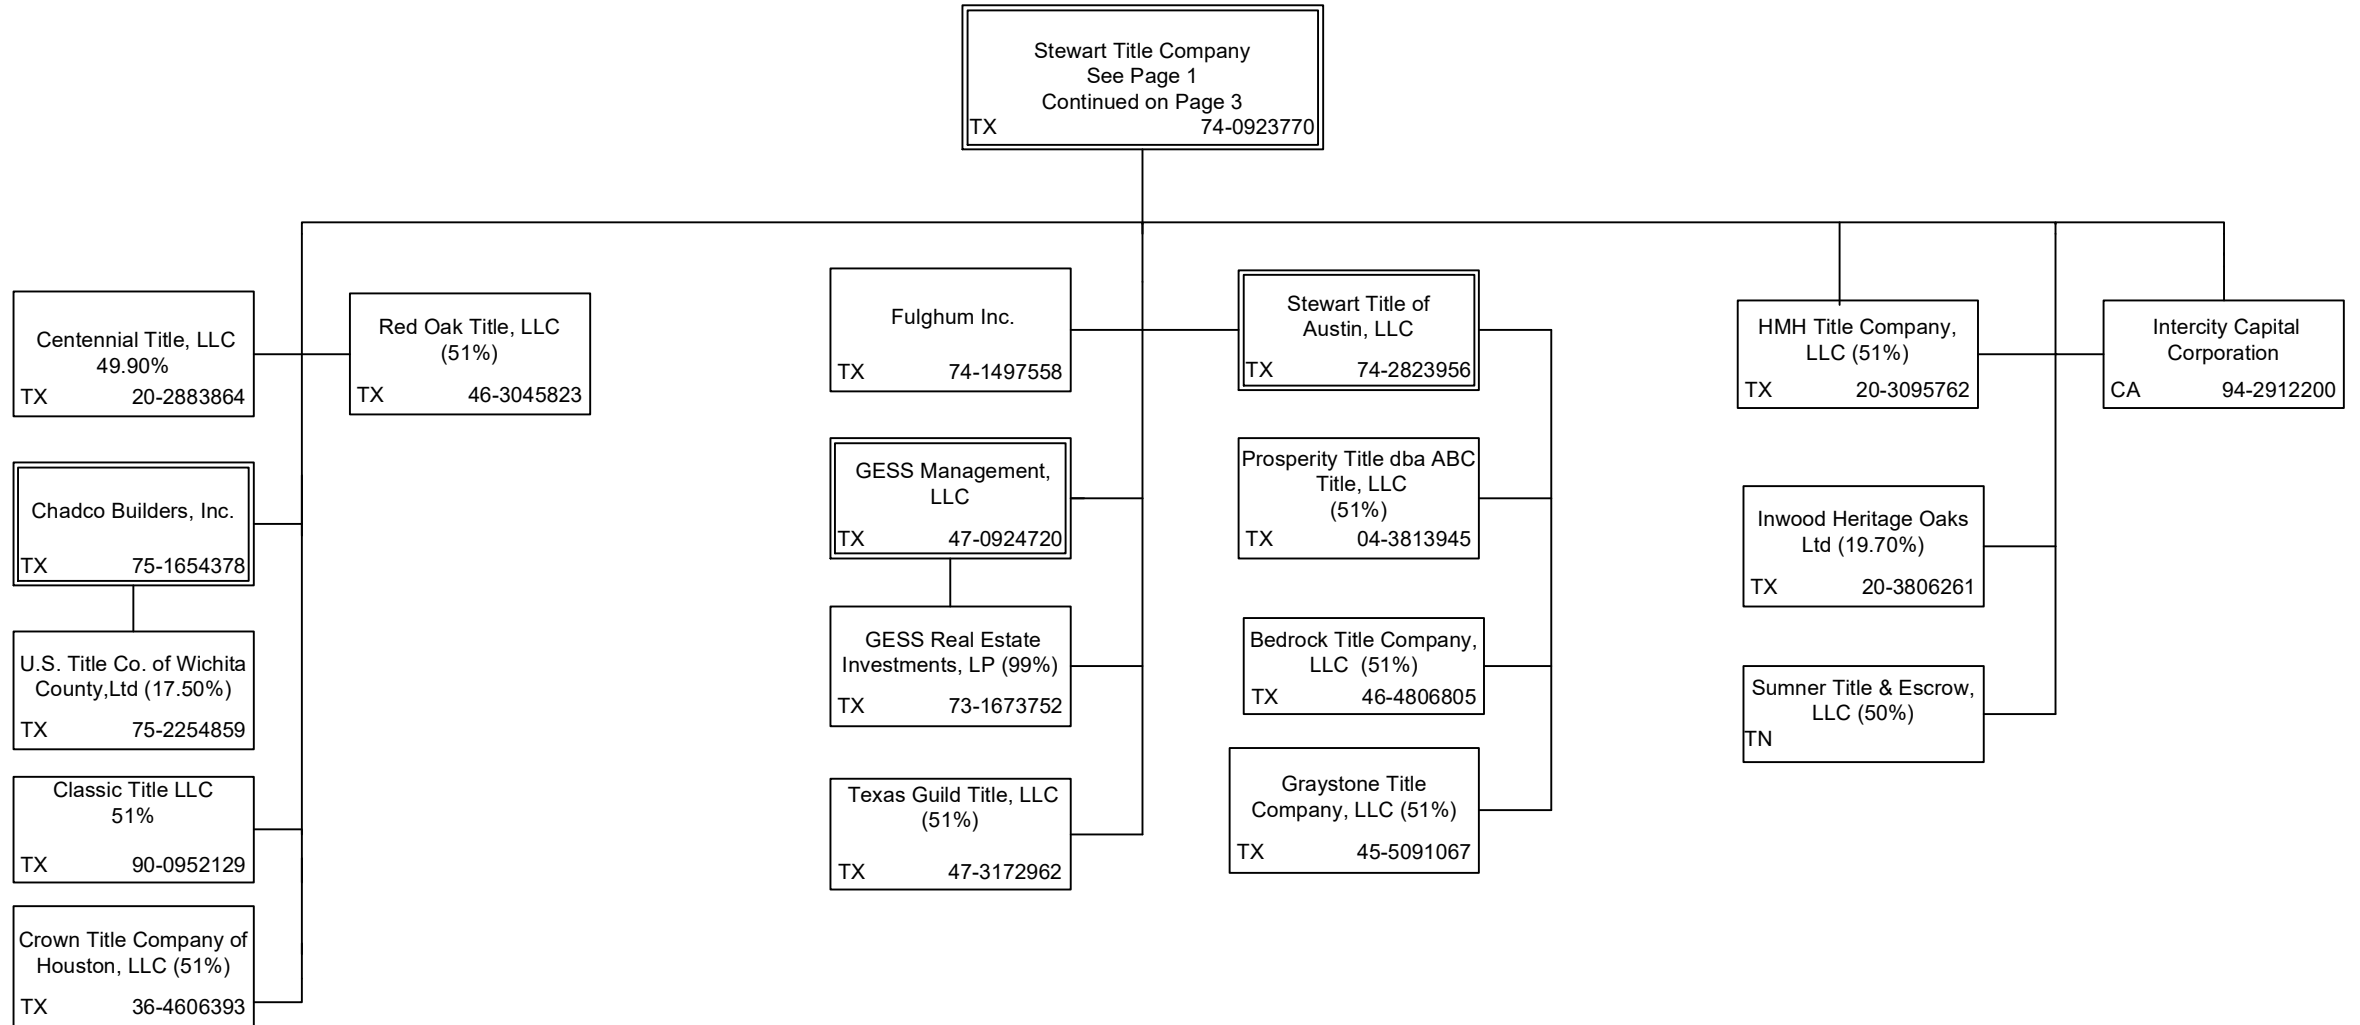 Stewart Title Company
See Page 1
Continued on Page 3
TX 74-0923770
Centennial Title, LLC
49.90%
TX 20-2883864
Red Oak Title, LLC
(51%)
TX 46-3045823
Chadco Builders, Inc.
TX 75-1654378
U.S. Title Co. of Wichita
County,Ltd (17.50%)
TX 75-2254859
Classic Title LLC
51%
TX 90-0952129
Crown Title Company of
Houston, LLC (51%)
TX 36-4606393
Fulghum Inc.
TX 74-1497558
GESS Management,
LLC
TX 47-0924720
GESS Real Estate
Investments, LP (99%)
TX 73-1673752
Texas Guild Title, LLC
(51%)
TX 47-3172962
Stewart Title of
Austin, LLC
TX 74-2823956
Prosperity Title dba ABC
Title, LLC
(51%)
TX 04-3813945
Bedrock Title Company,
LLC (51%)
TX 46-4806805
Graystone Title
Company, LLC (51%)
TX 45-5091067
HMH Title Company,
LLC (51%)
TX 20-3095762
Intercity Capital
Corporation
CA 94-2912200
Inwood Heritage Oaks
Ltd (19.70%)
TX 20-3806261
Sumner Title & Escrow,
LLC (50%)
TN